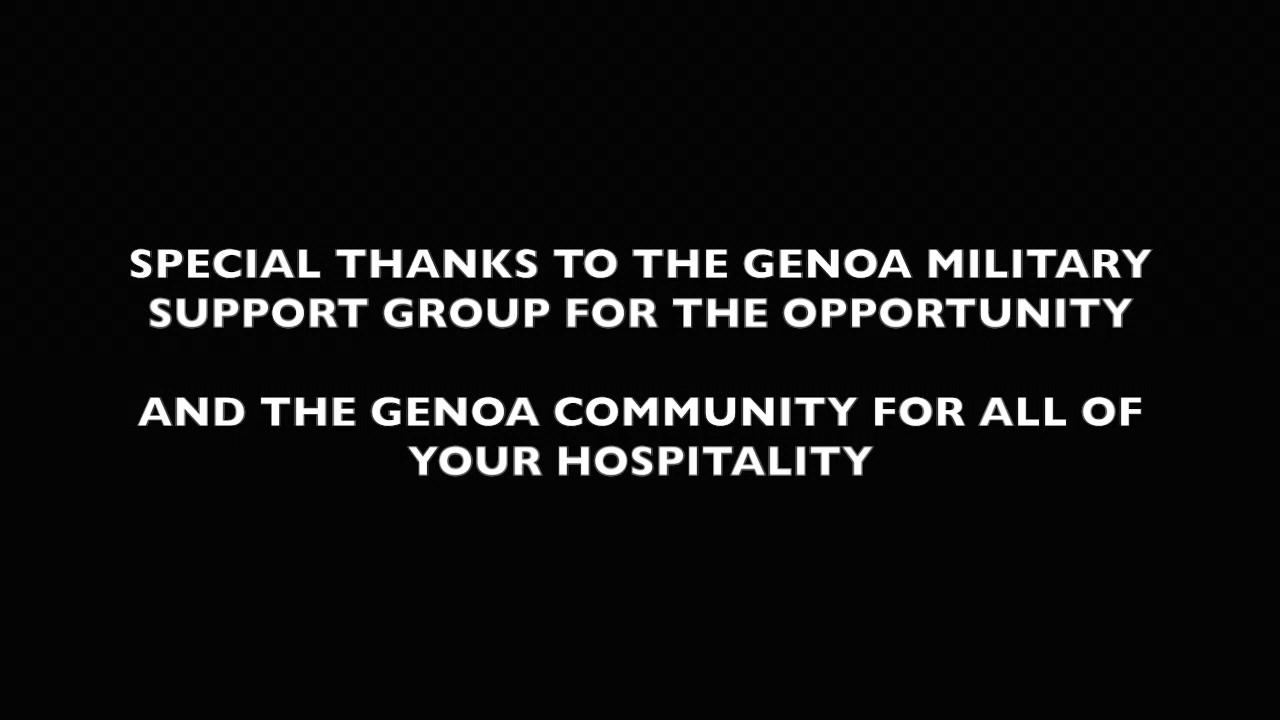 SPECIAL THANKS TO THE GENOA MILITARY
SUPPORT GROUP FOR THE OPPORTUNITY
AND THE GENOA COMMUNITY FOR ALL OF
YOUR HOSPITALITY